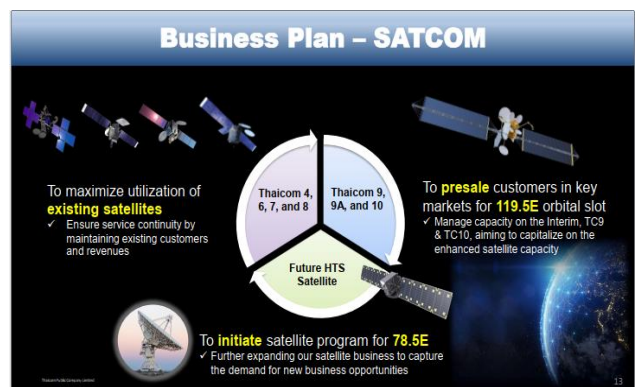 Business Plan – SATCOM
To maximize utilization of
existing satellites
✓ Ensure service continuity by
maintaining existing customers
and revenues
Thaicom 4,
6, 7, and 8
Thaicom 9,
9A, and 10
Future HTS
Satellite
To presale customers in key
markets for 119.5E orbital slot
✓ Manage capacity on the Interim, TC9
& TC10, aiming to capitalize on the
enhanced satellite capacity
To initiate satellite program for 78.5E
✓ Further expanding our satellite business to capture
the demand for new business opportunities
Thaicom Public Company Limited
13